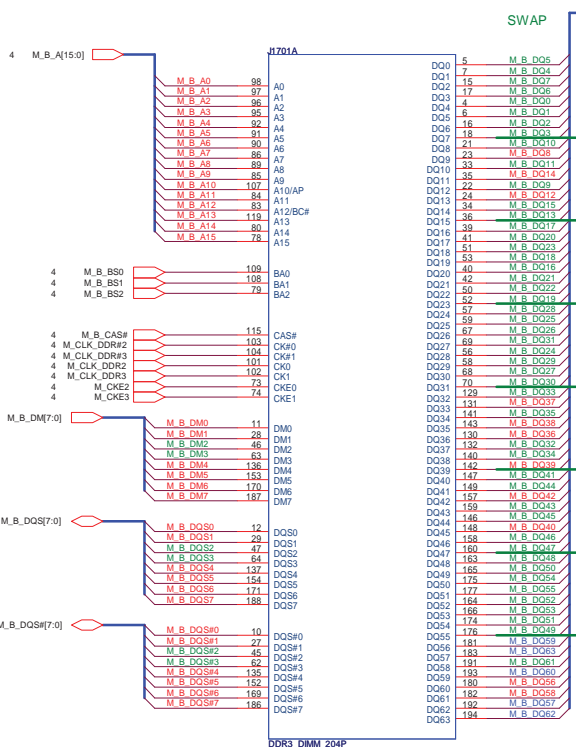 SWAP
J1701A
4 M_B_A[15:0]
M_B_A0 98 A0
M_B_A1 97 A1
M_B_A2 96 A2
M_B_A3 95 A3
M_B_A4 92 A4
M_B_A5 91 A5
M_B_A6 90 A6
M_B_A7 86 A7
M_B_A8 89 A8
M_B_A9 85 A9
M_B_A10 107 A10/AP
M_B_A11 84 A11
M_B_A12 83 A12/BC#
M_B_A13 119 A13
M_B_A14 80 A14
M_B_A15 78 A15
4 M_B_BS0 109 BA0
4 M_B_BS1 108 BA1
4 M_B_BS2 79 BA2
4 M_B_CAS# 115 CAS#
4 M_CLK_DDR#2 103 CK#0
4 M_CLK_DDR#3 104 CK#1
4 M_CLK_DDR2 101 CK0
4 M_CLK_DDR3 102 CK1
4 M_CKE2 73 CKE0
4 M_CKE3 74 CKE1
M_B_DM[7:0]
M_B_DM0 11 DM0
M_B_DM1 28 DM1
M_B_DM2 46 DM2
M_B_DM3 63 DM3
M_B_DM4 136 DM4
M_B_DM5 153 DM5
M_B_DM6 170 DM6
M_B_DM7 187 DM7
M_B_DQS[7:0]
M_B_DQS0 12 DQS0
M_B_DQS1 29 DQS1
M_B_DQS2 47 DQS2
M_B_DQS3 64 DQS3
M_B_DQS4 137 DQS4
M_B_DQS5 154 DQS5
M_B_DQS6 171 DQS6
M_B_DQS7 188 DQS7
M_B_DQS#[7:0]
M_B_DQS#0 10 DQS#0
M_B_DQS#1 27 DQS#1
M_B_DQS#2 45 DQS#2
M_B_DQS#3 62 DQS#3
M_B_DQS#4 135 DQS#4
M_B_DQS#5 152 DQS#5
M_B_DQS#6 169 DQS#6
M_B_DQS#7 186 DQS#7
DQ0 5 M_B_DQ5
DQ1 7 M_B_DQ4
DQ2 15 M_B_DQ7
DQ3 17 M_B_DQ6
DQ4 4 M_B_DQ0
DQ5 6 M_B_DQ1
DQ6 16 M_B_DQ2
DQ7 18 M_B_DQ3
DQ8 21 M_B_DQ10
DQ9 23 M_B_DQ8
DQ10 33 M_B_DQ11
DQ11 35 M_B_DQ14
DQ12 22 M_B_DQ9
DQ13 24 M_B_DQ12
DQ14 34 M_B_DQ15
DQ15 36 M_B_DQ13
DQ16 39 M_B_DQ17
DQ17 41 M_B_DQ20
DQ18 51 M_B_DQ23
DQ19 53 M_B_DQ18
DQ20 40 M_B_DQ16
DQ21 42 M_B_DQ21
DQ22 50 M_B_DQ22
DQ23 52 M_B_DQ19
DQ24 57 M_B_DQ28
DQ25 59 M_B_DQ25
DQ26 67 M_B_DQ26
DQ27 69 M_B_DQ31
DQ28 56 M_B_DQ24
DQ29 58 M_B_DQ29
DQ30 68 M_B_DQ27
DQ31 70 M_B_DQ30
DQ32 129 M_B_DQ33
DQ33 131 M_B_DQ37
DQ34 141 M_B_DQ35
DQ35 143 M_B_DQ38
DQ36 130 M_B_DQ36
DQ37 132 M_B_DQ32
DQ38 140 M_B_DQ34
DQ39 142 M_B_DQ39
DQ40 147 M_B_DQ41
DQ41 149 M_B_DQ44
DQ42 157 M_B_DQ42
DQ43 159 M_B_DQ43
DQ44 146 M_B_DQ45
DQ45 148 M_B_DQ40
DQ46 158 M_B_DQ46
DQ47 160 M_B_DQ47
DQ48 163 M_B_DQ48
DQ49 165 M_B_DQ50
DQ50 175 M_B_DQ54
DQ51 177 M_B_DQ55
DQ52 164 M_B_DQ52
DQ53 166 M_B_DQ53
DQ54 174 M_B_DQ51
DQ55 176 M_B_DQ49
DQ56 181 M_B_DQ59
DQ57 183 M_B_DQ63
DQ58 191 M_B_DQ61
DQ59 193 M_B_DQ60
DQ60 180 M_B_DQ56
DQ61 182 M_B_DQ58
DQ62 192 M_B_DQ57
DQ63 194 M_B_DQ62
DDR3_DIMM_204P